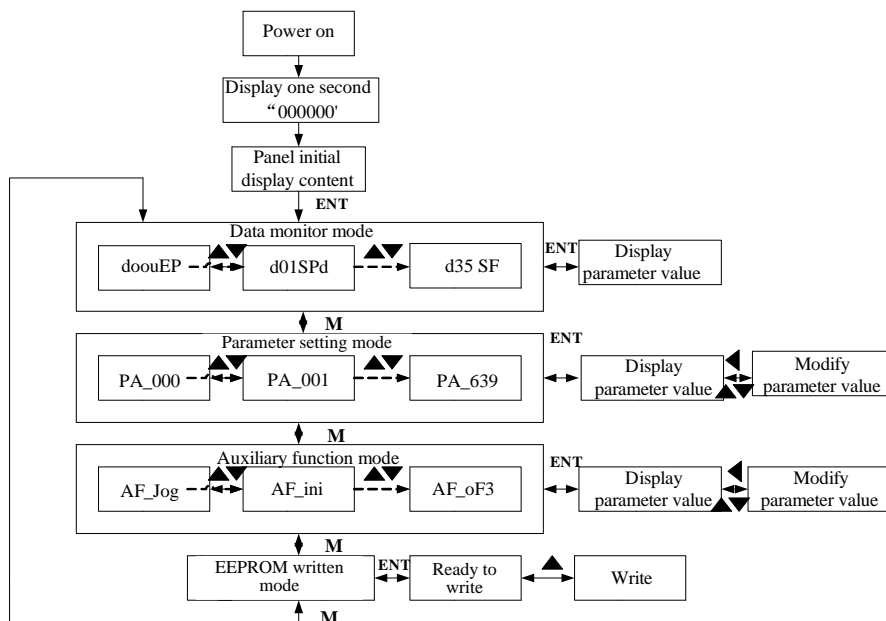 Power on
Display one second
“000000'
Panel initial
display content
ENT
Data monitor mode
doouEP
d01SPd
d35 SF
ENT
Display
parameter value
M
Parameter setting mode
PA_000
PA_001
PA_639
ENT
Display
parameter value
Modify
parameter value
M
Auxiliary function mode
AF_Jog
AF_ini
AF_oF3
ENT
Display
parameter value
Modify
parameter value
M
EEPROM written
mode
ENT
Ready to
write
Write
M